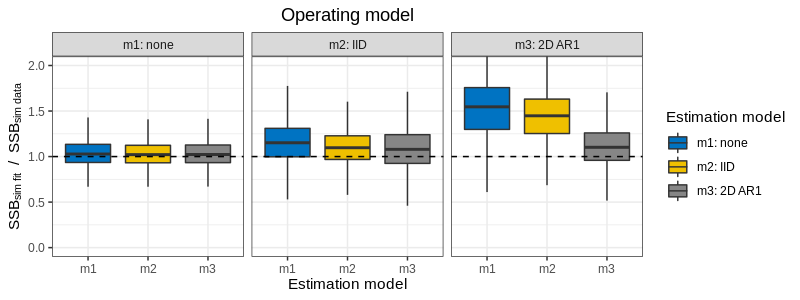 Operating model
m1: none
m2: IID
m3: 2D AR1
SSBsim fit / SSBsim data
2.0
1.5
1.0
0.5
0.0
m1 m2 m3
m1 m2 m3
m1 m2 m3
Estimation model
Estimation model
m1: none
m2: IID
m3: 2D AR1